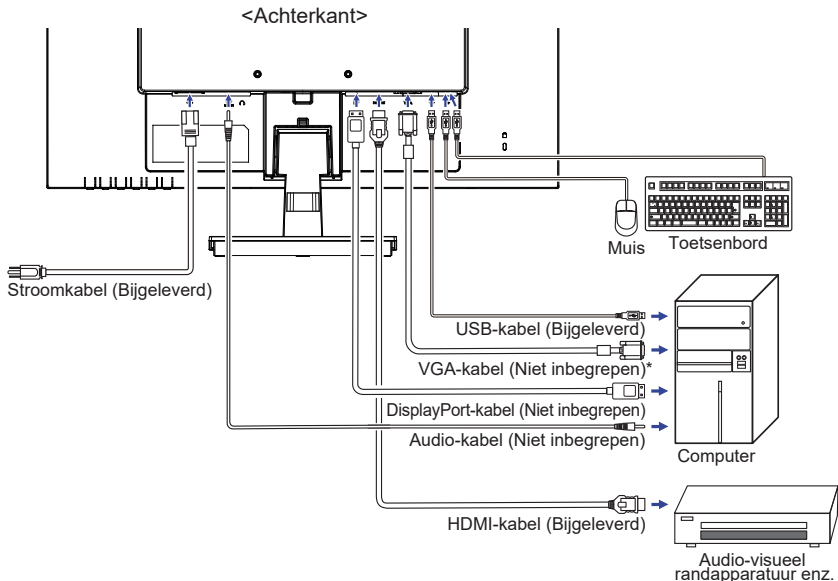 <Achterkant>
Muis
Toetsenbord
Stroomkabel (Bijgeleverd)
USB-kabel (Bijgeleverd)
VGA-kabel (Niet inbegrepen)*
DisplayPort-kabel (Niet inbegrepen)
Audio-kabel (Niet inbegrepen)
Computer
HDMI-kabel (Bijgeleverd)
Audio-visueel
randapparatuur enz.